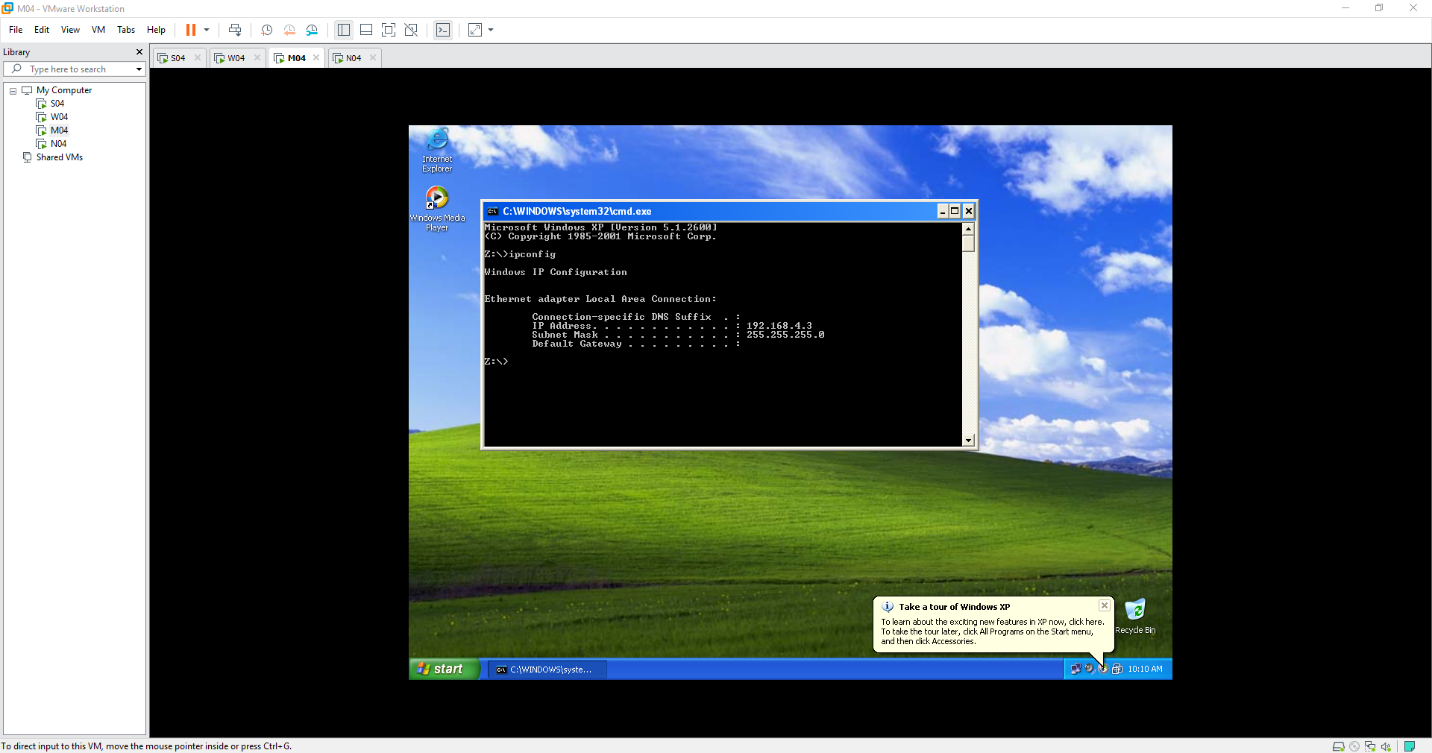 M04 - VMware Workstation
File Edit View VM Tabs Help
Library
Type here to search
My Computer
S04
W04
M04
N04
Shared VMs
S04 W04 M04 N04
Internet
Explorer
Windows Media
Player
C:\WINDOWS\system32\cmd.exe
Microsoft Windows XP [Version 5.1.2600]
(C) Copyright 1985-2001 Microsoft Corp.
Z:\>ipconfig
Windows IP Configuration
Ethernet adapter Local Area Connection:
Connection-specific DNS Suffix . :
IP Address. . . . . . . . . . . . : 192.168.4.3
Subnet Mask . . . . . . . . . . . : 255.255.255.0
Default Gateway . . . . . . . . . :
Z:\>
Take a tour of Windows XP
To learn about the exciting new features in XP now, click here.
To take the tour later, click All Programs on the Start menu,
and then click Accessories.
Recycle Bin
start
C:\WINDOWS\syste...
10:10 AM
To direct input to this VM, move the mouse pointer inside or press Ctrl+G.